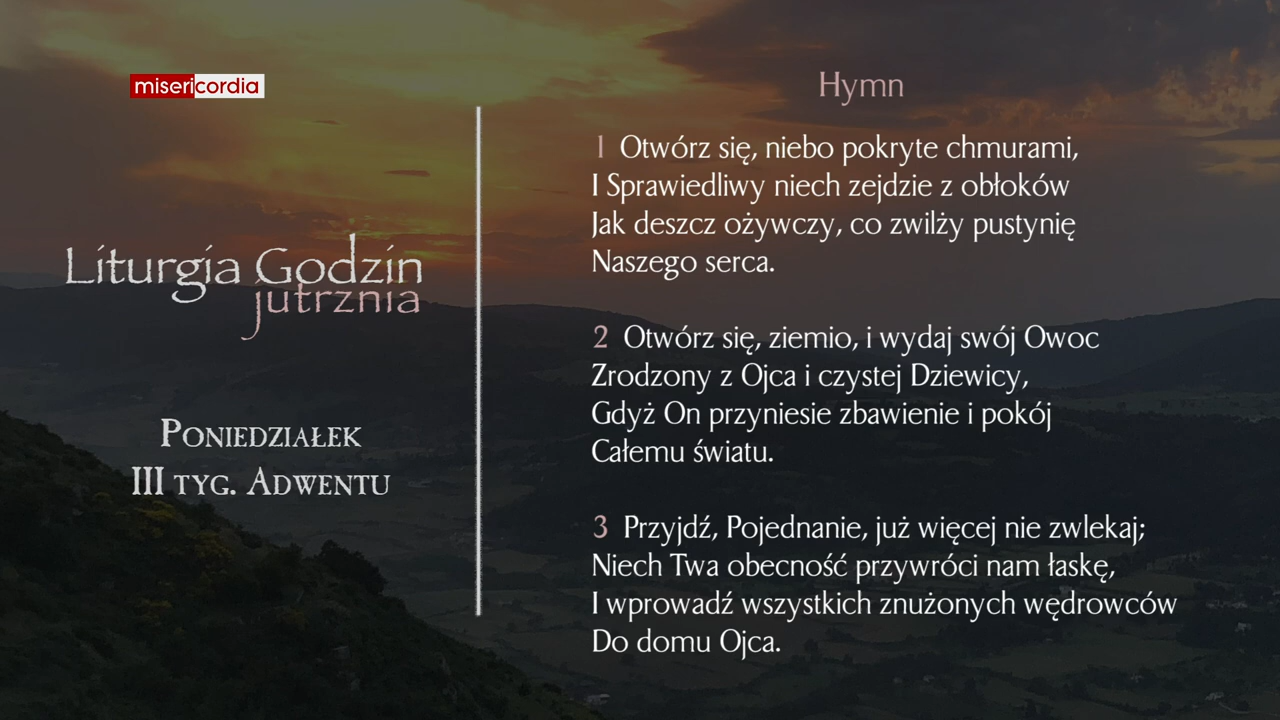 misericordia
Liturgia Godzin
jutrznia
Poniedziałek
III tyg. Adwentu
Hymn
1 Otwórz się, niebo pokryte chmurami,
I Sprawiedliwy niech zejdzie z obłoków
Jak deszcz ożywczy, co zwilży pustynię
Naszego serca.
2 Otwórz się, ziemio, i wydaj swój Owoc
Zrodzony z Ojca i czystej Dziewicy,
Gdyż On przyniesie zbawienie i pokój
Całemu światu.
3 Przyjdź, Pojednanie, już więcej nie zwlekaj;
Niech Twa obecność przywróci nam łaskę,
I wprowadź wszystkich znużonych wędrowców
Do domu Ojca.